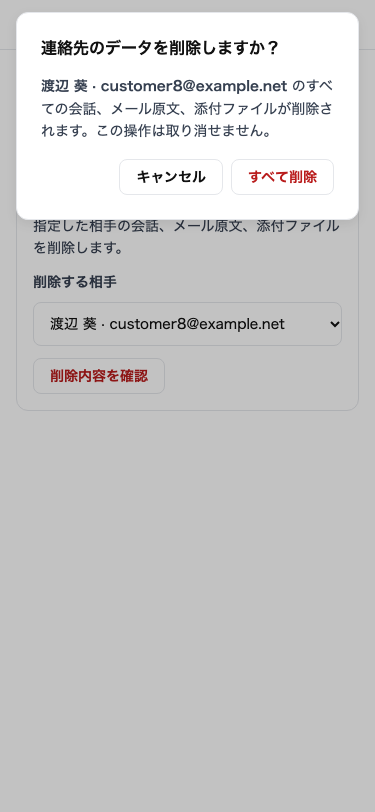 連絡先のデータを削除しますか？
渡辺 葵 · customer8@example.net のすべ
ての会話、メール原文、添付ファイルが削除さ
れます。この操作は取り消せません。
キャンセル
すべて削除
指定した相手の会話、メール原文、添付ファイル
を削除します。
削除する相手
渡辺 葵 · customer8@example.net
削除内容を確認